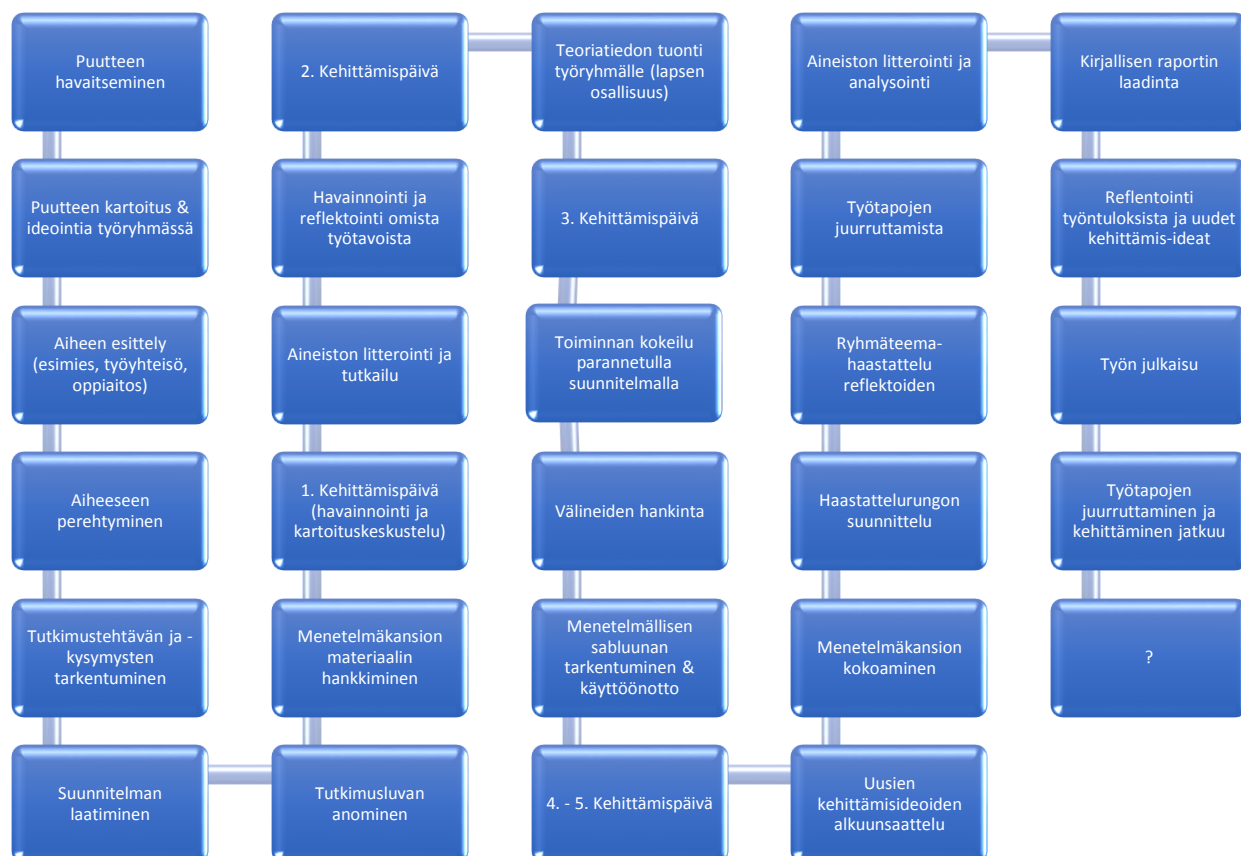 Puutteen
havaitseminen
Puutteen kartoitus &
ideointia työryhmässä
Aiheen esittely
(esimies, työyhteisö,
oppiaitos)
Aiheeseen
perehtyminen
Tutkimustehtävän ja -
kysymysten
tarkentuminen
Suunnitelman
laatiminen
Tutkimusluvan
anominen
Menetelmäkansion
materiaalin
hankkiminen
1. Kehittämispäivä
(havainnointi ja
kartoituskeskustelu)
Aineiston litterointi ja
tutkailu
Havainnointi ja
reflektointi omista
työtavoista
2. Kehittämispäivä
Teoriatiedon tuonti
työryhmälle (lapsen
osallisuus)
3. Kehittämispäivä
Toiminnan kokeilu
parannetulla
suunnitelmalla
Välineiden hankinta
Menetelmällisen
sabluunan
tarkentuminen &
käyttöönotto
4. - 5. Kehittämispäivä
Uusien
kehittämisideoiden
alkuunsaattelu
Menetelmäkansion
kokoaminen
Haastattelurungon
suunnittelu
Ryhmäteema-
haastattelu
reflektoiden
Työtapojen
juurruttamista
Aineiston litterointi ja
analysointi
Kirjallisen raportin
laadinta
Reflentointi
työntuloksista ja uudet
kehittämis-ideat
Työn julkaisu
Työtapojen
juurruttaminen ja
kehittäminen jatkuu
?